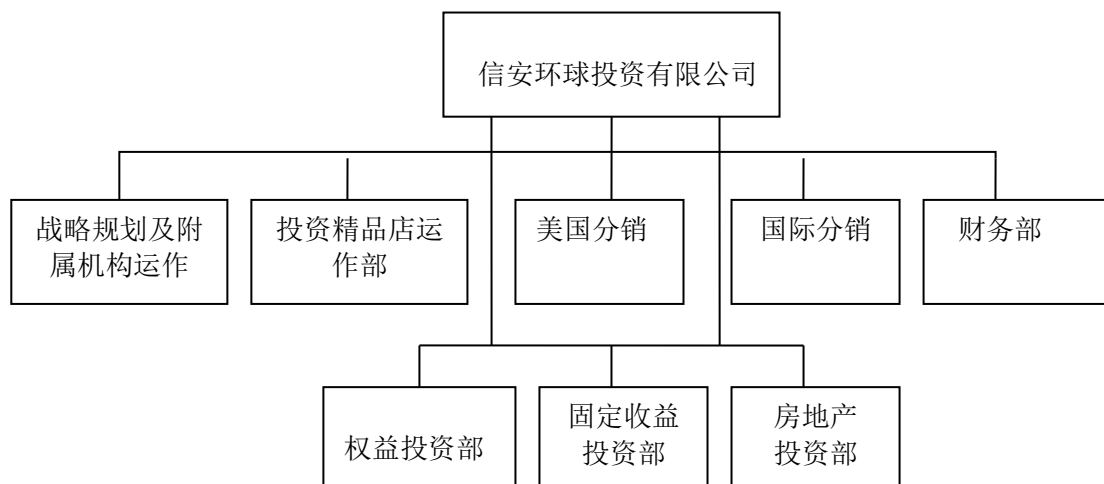 信安环球投资有限公司
战略规划及附
属机构运作
投资精品店运
作部
美国分销
国际分销
财务部
权益投资部
固定收益
投资部
房地产
投资部